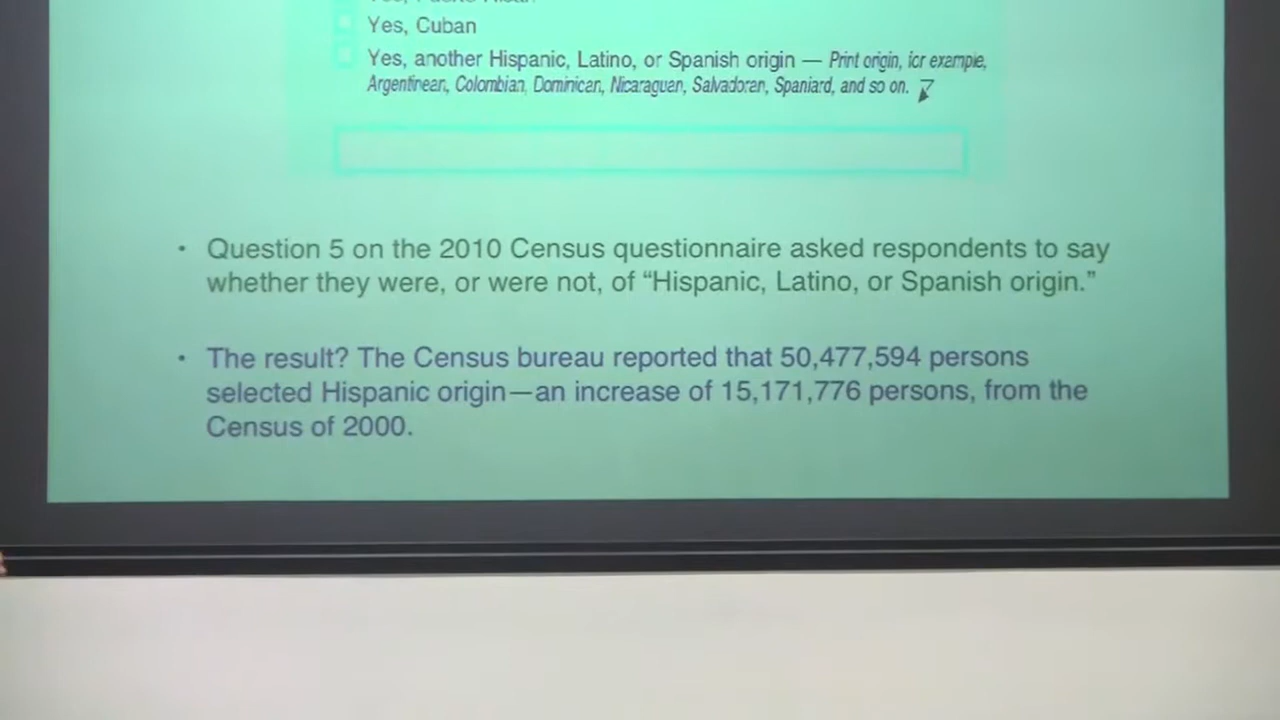 Yes, Cuban
Yes, another Hispanic, Latino, or Spanish origin — Print origin, for example,
Argentinean, Colombian, Dominican, Nicaraguan, Salvadoran, Spaniard, and so on.
• Question 5 on the 2010 Census questionnaire asked respondents to say
whether they were, or were not, of “Hispanic, Latino, or Spanish origin.”
• The result? The Census bureau reported that 50,477,594 persons
selected Hispanic origin—an increase of 15,171,776 persons, from the
Census of 2000.